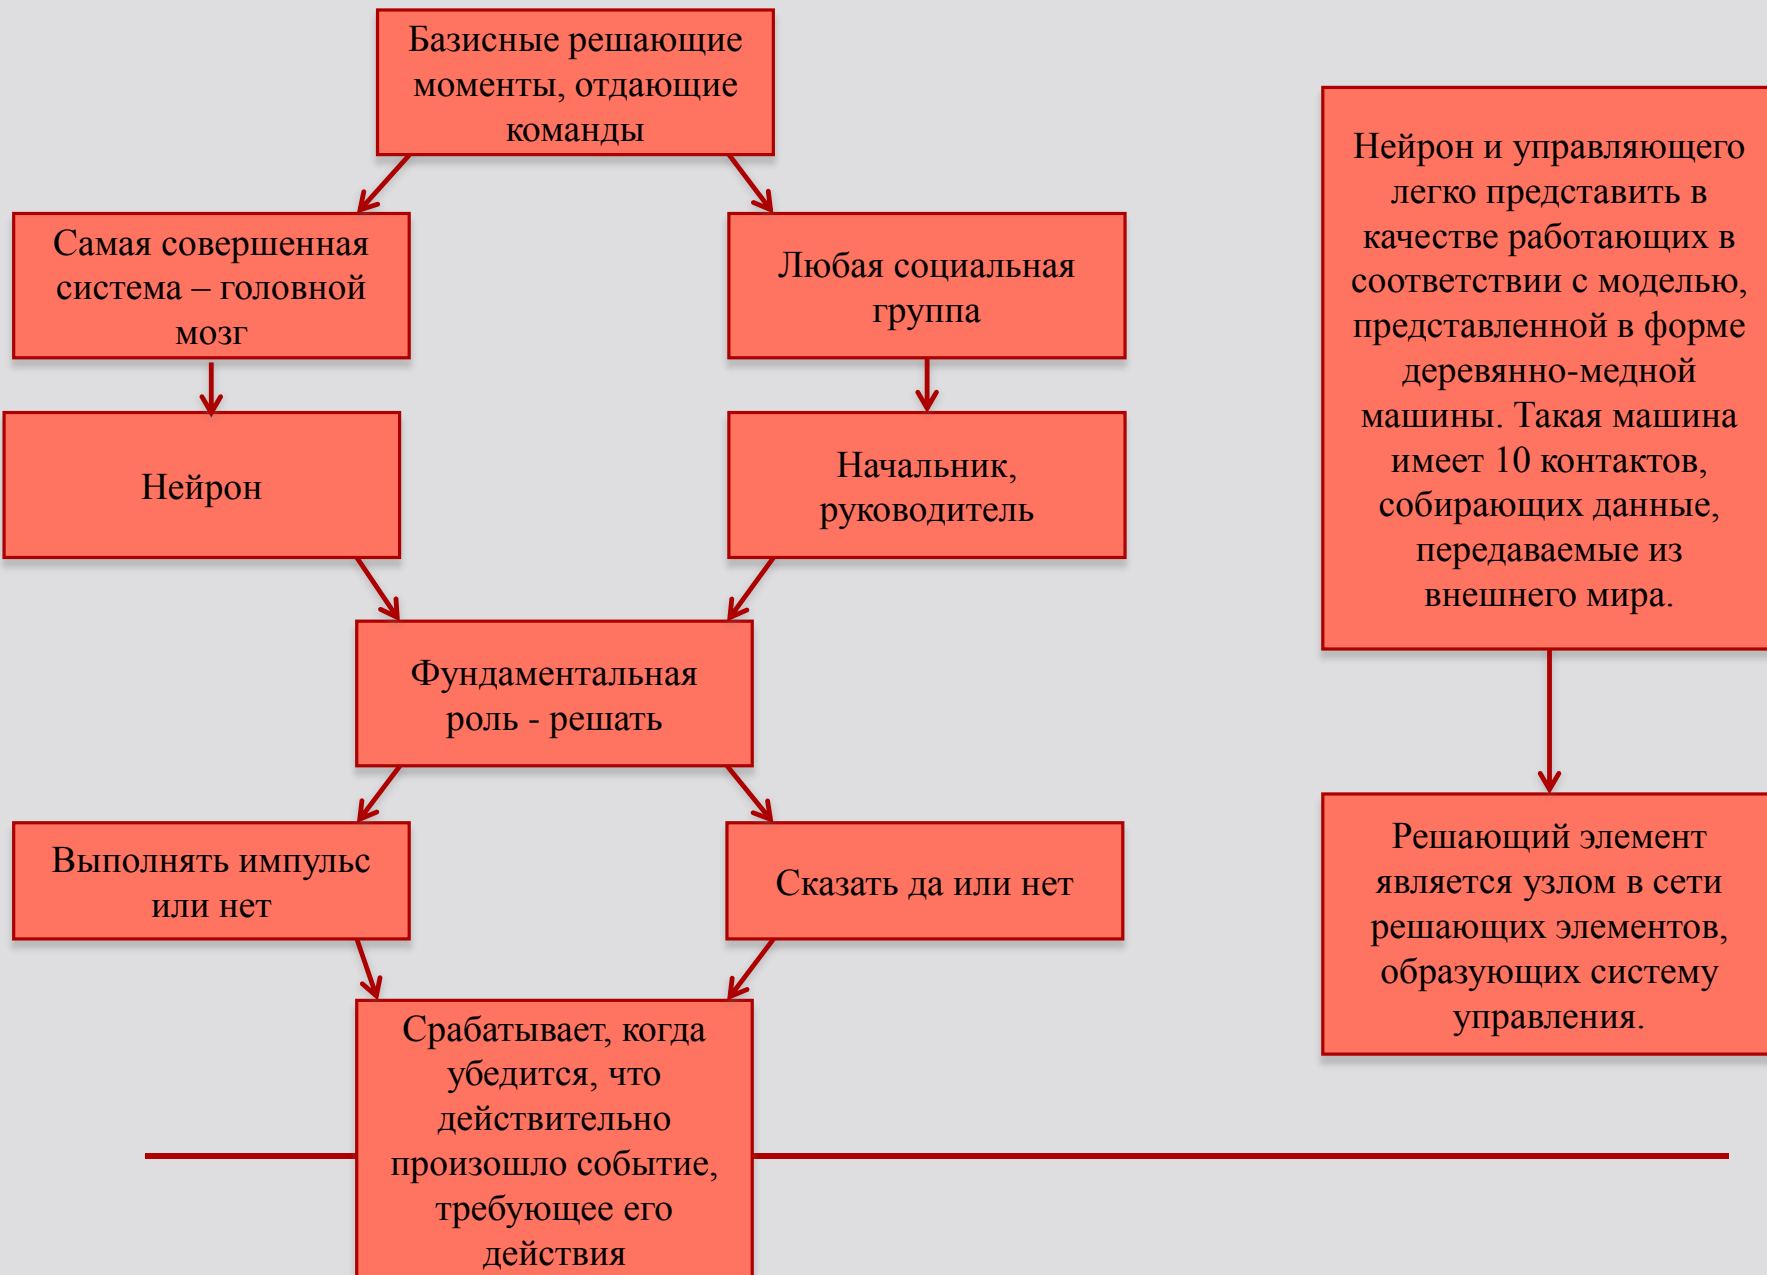 Базисные решающие
моменты, отдающие
команды
Самая совершенная
система – головной
мозг
Любая социальная
группа
Нейрон
Начальник,
руководитель
Фундаментальная
роль - решать
Выполнять импульс
или нет
Сказать да или нет
Срабатывает, когда
убедится, что
действительно
произошло событие,
требующее его
действия
Нейрон и управляющего
легко представить в
качестве работающих в
соответствии с моделью,
представленной в форме
деревянно-медной
машины. Такая машина
имеет 10 контактов,
собирающих данные,
передаваемые из
внешнего мира.
Решающий элемент
является узлом в сети
решающих элементов,
образующих систему
управления.